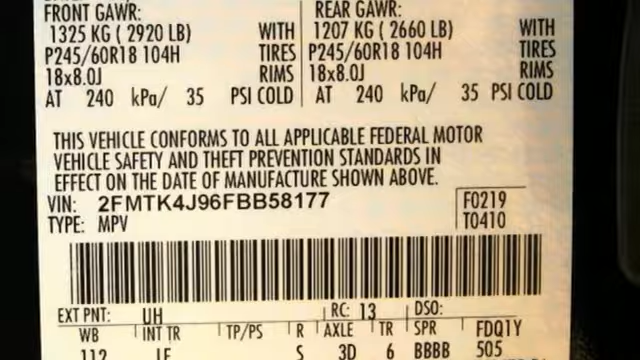 FRONT GAWR: REAR GAWR:
1325 KG ( 2920 LB) WITH 1207 KG ( 2660 LB) WITH
P245/60R18 104H TIRES P245/60R18 104H TIRES
18x8.0J RIMS 18x8.0J RIMS
AT 240 kPa/ 35 PSI COLD AT 240 kPa/ 35 PSI COLD
THIS VEHICLE CONFORMS TO ALL APPLICABLE FEDERAL MOTOR
VEHICLE SAFETY AND THEFT PREVENTION STANDARDS IN
EFFECT ON THE DATE OF MANUFACTURE SHOWN ABOVE.
VIN: 2FMTK4J96FBB58177 F0219
TYPE: MPV T0410
EXT PNT: UH RC: 13 DSO:
WB INT TR TP/PS R AXLE TR SPR FDQ1Y
112 LE S 3D 6 BBBB 505